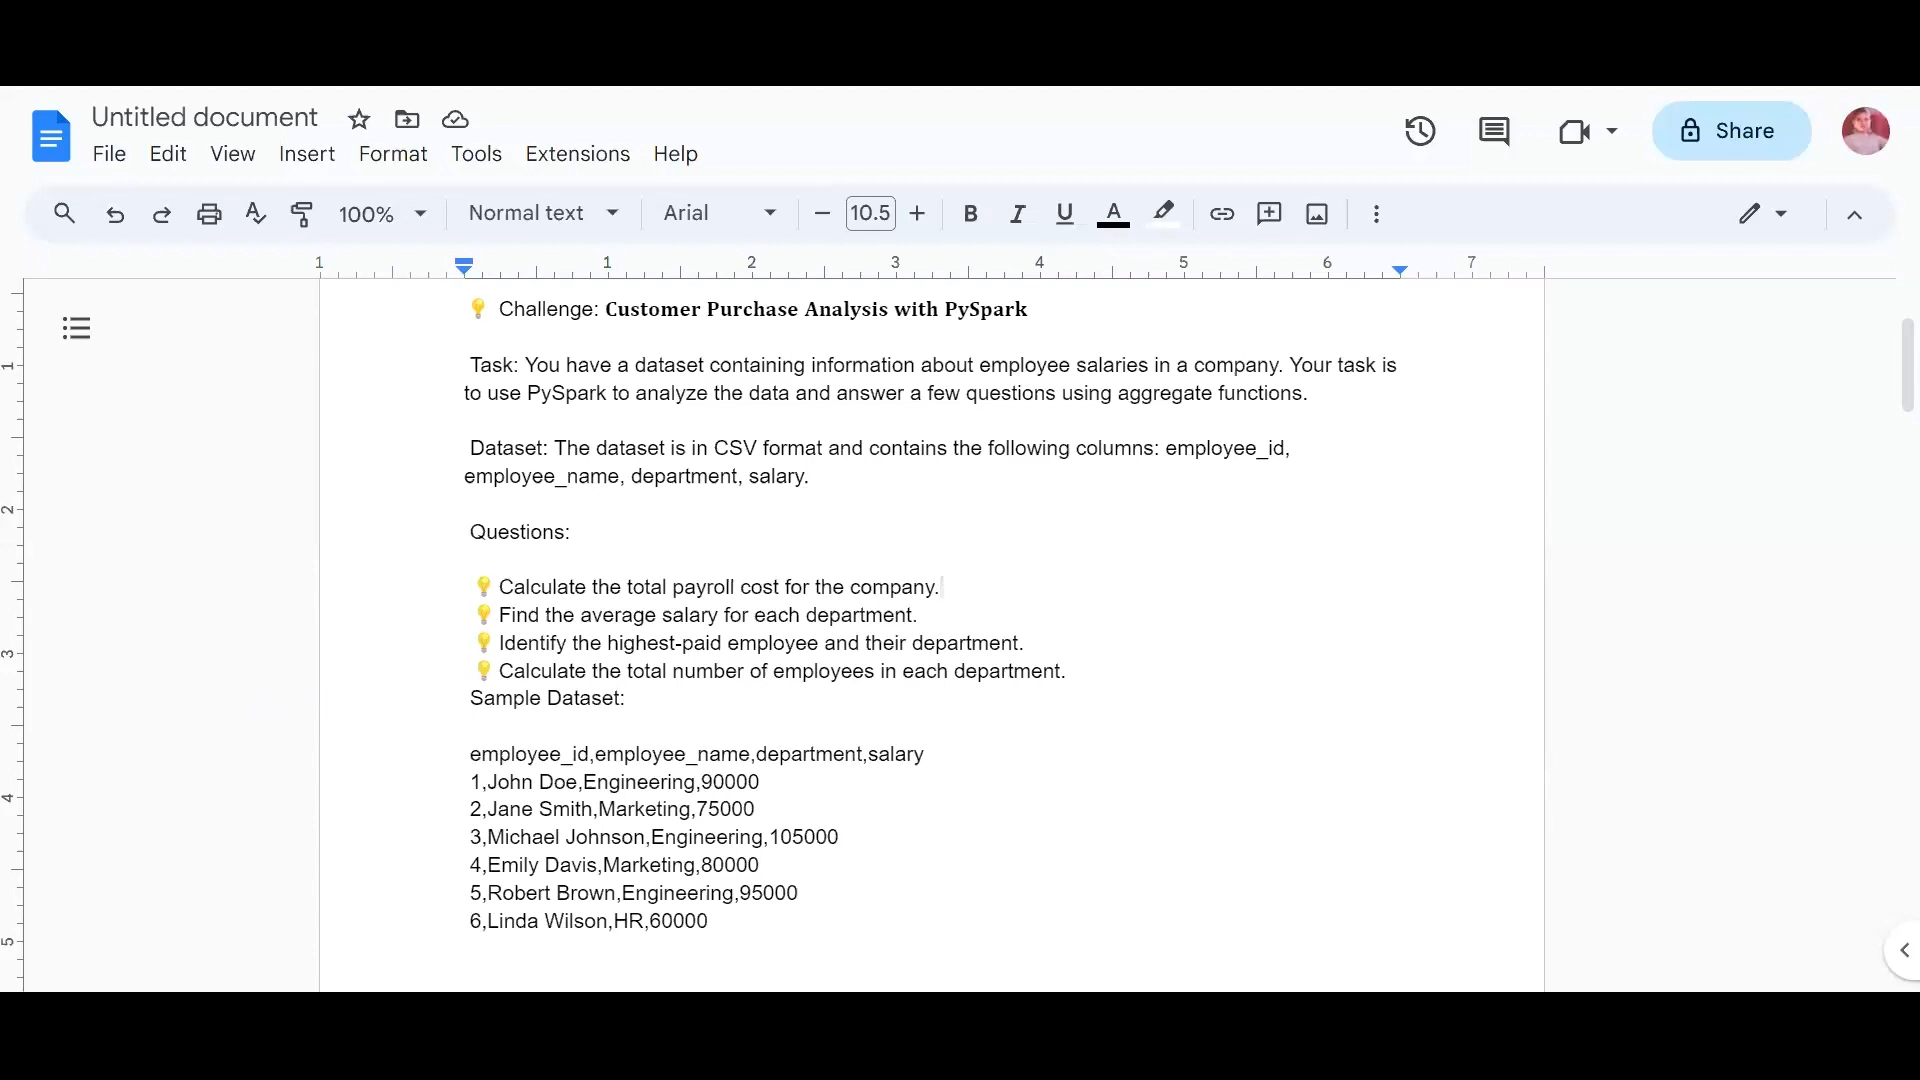 Untitled document
File Edit View Insert Format Tools Extensions Help
Share
100% Normal text Arial 10.5 B I U A
1 1 2 3 4 5 6 7
💡 Challenge: Customer Purchase Analysis with PySpark
1
Task: You have a dataset containing information about employee salaries in a company. Your task is
to use PySpark to analyze the data and answer a few questions using aggregate functions.
Dataset: The dataset is in CSV format and contains the following columns: employee_id,
employee_name, department, salary.
2
Questions:
💡 Calculate the total payroll cost for the company.
💡 Find the average salary for each department.
💡 Identify the highest-paid employee and their department.
3
💡 Calculate the total number of employees in each department.
Sample Dataset:
employee_id,employee_name,department,salary
1,John Doe,Engineering,90000
4
2,Jane Smith,Marketing,75000
3,Michael Johnson,Engineering,105000
4,Emily Davis,Marketing,80000
5,Robert Brown,Engineering,95000
6,Linda Wilson,HR,60000
5